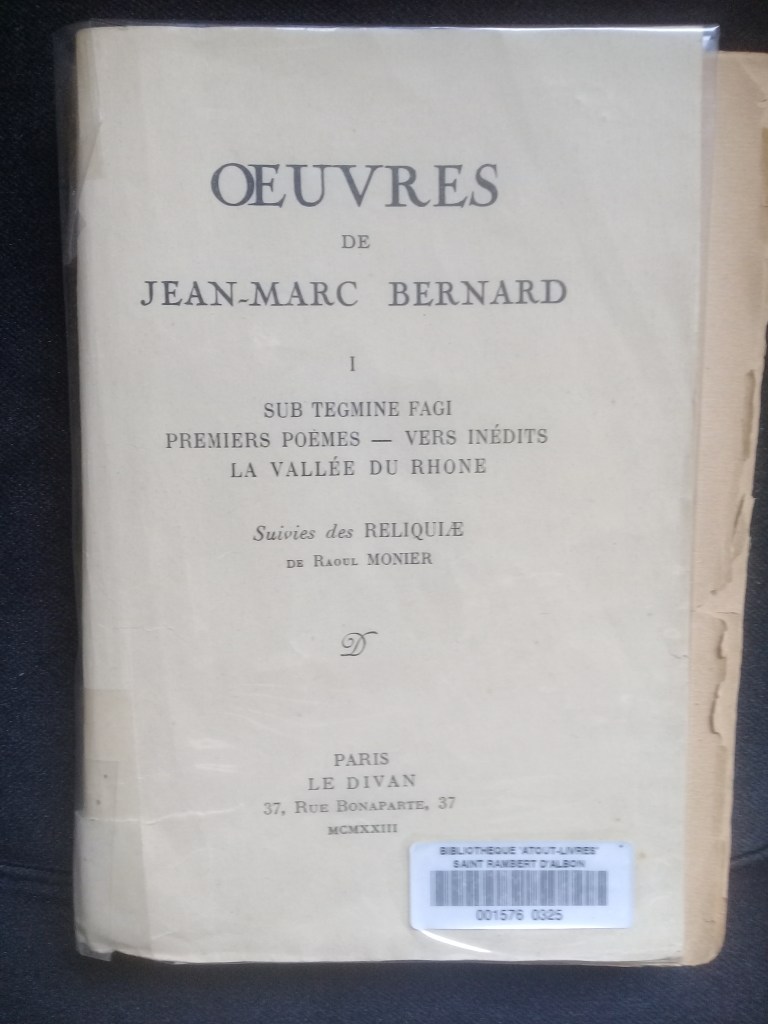 ŒUVRES
DE
JEAN-MARC BERNARD
I
SUB TEGMINE FAGI
PREMIERS POÈMES — VERS INÉDITS
LA VALLÉE DU RHONE
Suivies des RELIQUIÆ
DE RAOUL MONIER
D
PARIS
LE DIVAN
37, RUE BONAPARTE, 37
MCMXXIII
BIBLIOTHEQUE "ATOUT-LIVRES"
SAINT RAMBERT D'ALBON
001576 0325